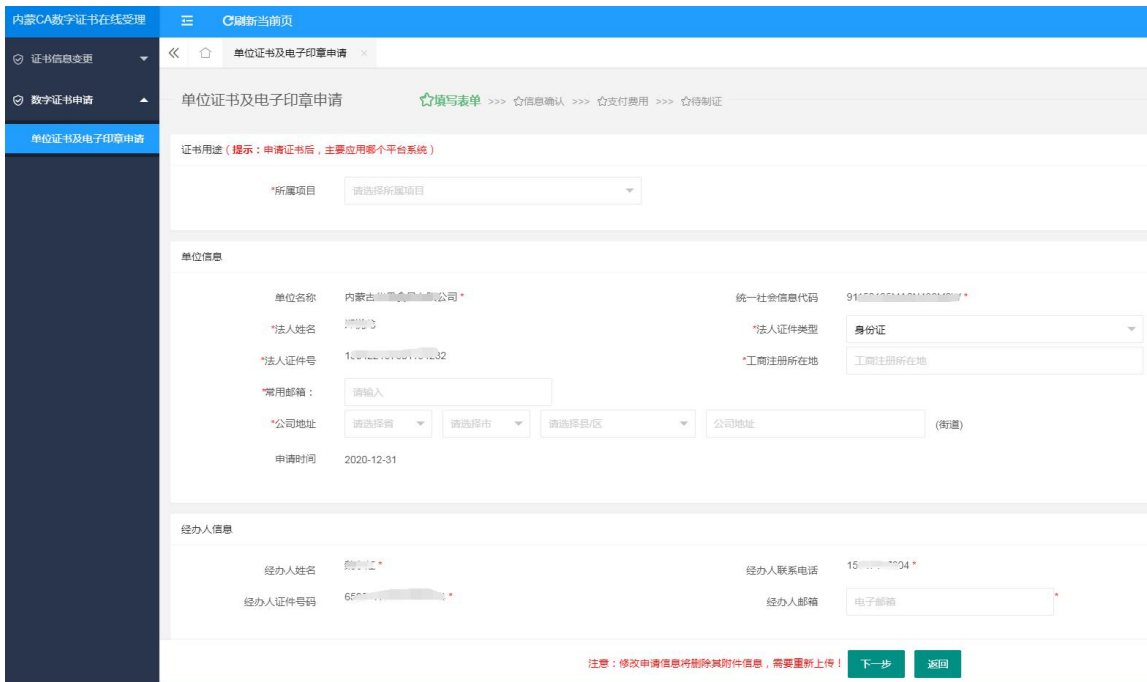 内蒙CA数字证书在线受理
刷新当前页
证书信息变更
单位证书及电子印章申请 ×
数字证书申请
单位证书及电子印章申请
单位证书及电子印章申请 填写表单 >>> 信息确认 >>> 支付费用 >>> 待制证
证书用途(提示:申请证书后,主要应用哪个平台系统)
*所属项目 请选择所属项目
单位信息
单位名称 内蒙古 公司 * 统一社会信息代码 *
*法人姓名 *法人证件类型 身份证
*法人证件号 *工商注册所在地 工商注册所在地
*常用邮箱: 请输入
*公司地址 请选择省 请选择市 请选择县/区 公司地址 (街道)
申请时间 2020-12-31
经办人信息
经办人姓名 * 经办人联系电话 15 04 *
经办人证件号码 * 经办人邮箱 电子邮箱 *
注意:修改申请信息将删除其附件信息,需要重新上传! 下一步 返回